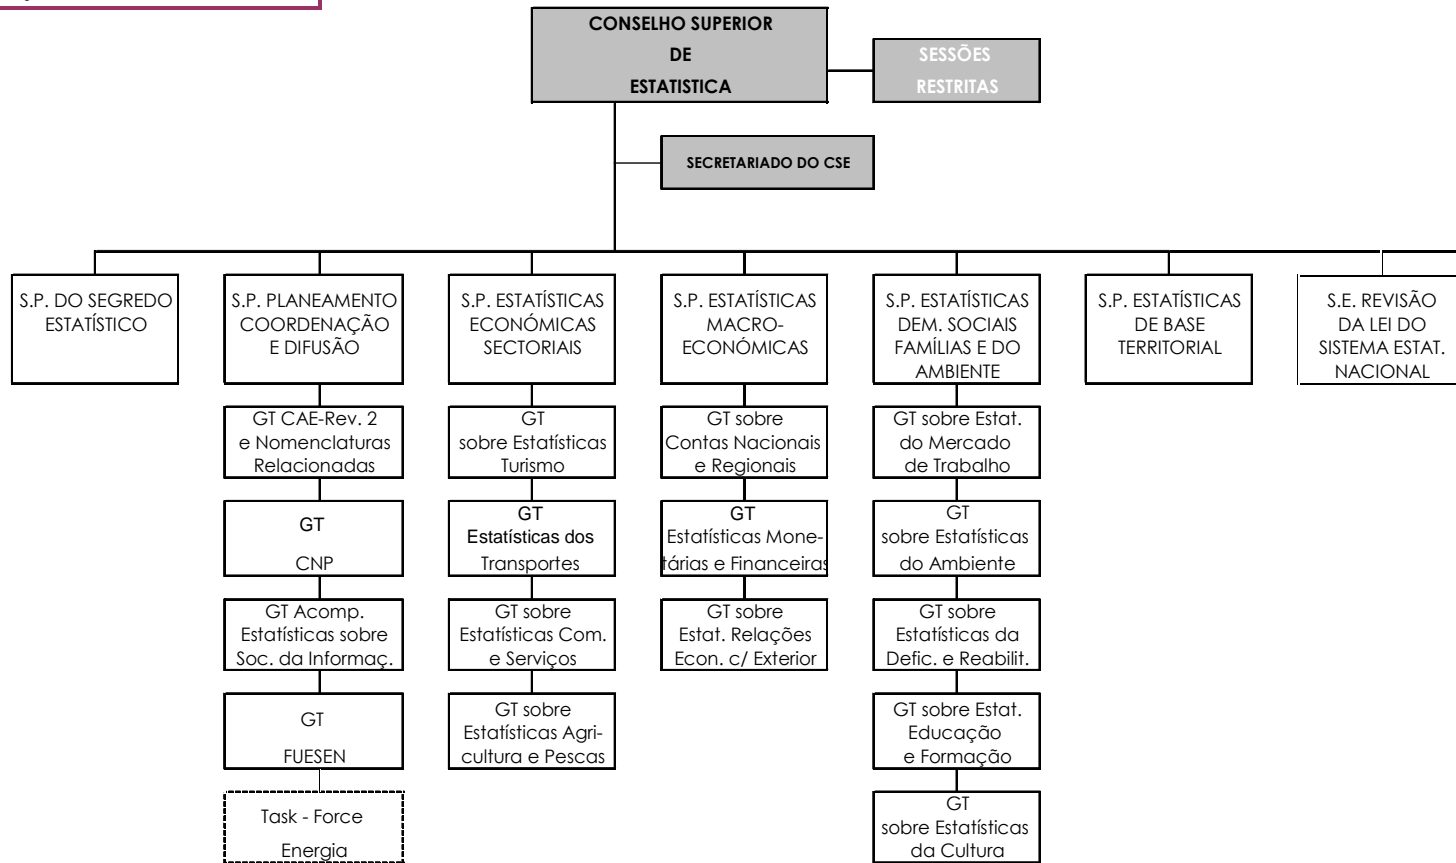 CONSELHO SUPERIOR
DE
ESTATISTICA
SESSÕES
RESTRITAS
SECRETARIADO DO CSE
S.P. DO SEGREDO
ESTATÍSTICO
S.P. PLANEAMENTO
COORDENAÇÃO
E DIFUSÃO
S.P. ESTATÍSTICAS
ECONÓMICAS
SECTORIAIS
S.P. ESTATÍSTICAS
MACRO-
ECONÓMICAS
S.P. ESTATÍSTICAS
DEM. SOCIAIS
FAMÍLIAS E DO
AMBIENTE
S.P. ESTATÍSTICAS
DE BASE
TERRITORIAL
S.E. REVISÃO
DA LEI DO
SISTEMA ESTAT.
NACIONAL
GT CAE-Rev. 2
e Nomenclaturas
Relacionadas
GT
sobre Estatísticas
Turismo
GT sobre
Contas Nacionais
e Regionais
GT sobre Estat.
do Mercado
de Trabalho
GT
CNP
GT
Estatísticas dos
Transportes
GT
Estatísticas Mone-
tárias e Financeiras
GT
sobre Estatísticas
do Ambiente
GT Acomp.
Estatísticas sobre
Soc. da Informaç.
GT sobre
Estatísticas Com.
e Serviços
GT sobre
Estat. Relações
Econ. c/ Exterior
GT sobre
Estatísticas da
Defic. e Reabilit.
GT
FUESEN
GT sobre
Estatísticas Agri-
cultura e Pescas
GT sobre Estat.
Educação
e Formação
Task - Force
Energia
GT
sobre Estatísticas
da Cultura